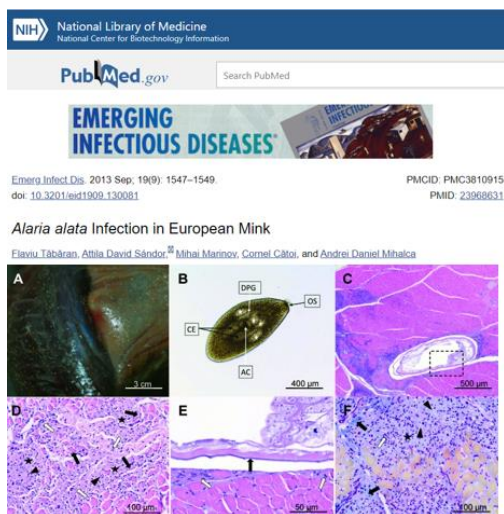 NIH National Library of Medicine
National Center for Biotechnology Information
PubMed.gov Search PubMed
EMERGING
INFECTIOUS DISEASES
Emerg Infect Dis. 2013 Sep; 19(9): 1547–1549. PMCID: PMC3810915
doi: 10.3201/eid1909.130081 PMID: 23968631
Alaria alata Infection in European Mink
Flaviu Tăbăran, Attila David Sándor, Mihai Marinov, Cornel Cătoi, and Andrei Daniel Mihalca
A B C
DPG OS
CE
AC
3 cm 400 μm 500 μm
D E F
100 μm 50 μm 100 μm